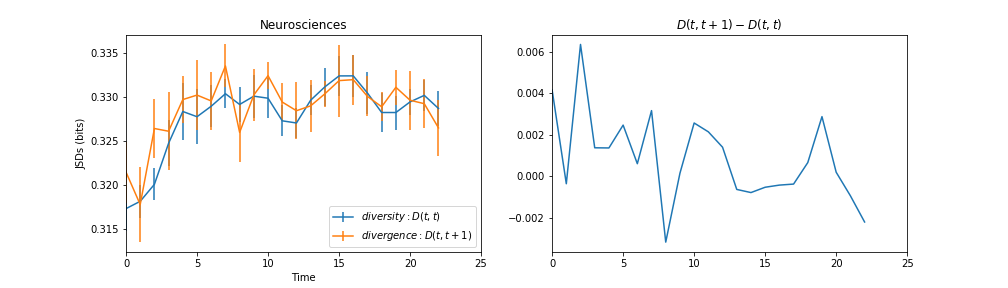 Neurosciences
JSDs (bits)
0.335
0.330
0.325
0.320
0.315
0 5 10 15 20 25
Time
diversity: D(t, t)
divergence: D(t, t+1)
D(t, t+1) − D(t, t)
0.006
0.004
0.002
0.000
−0.002
0 5 10 15 20 25